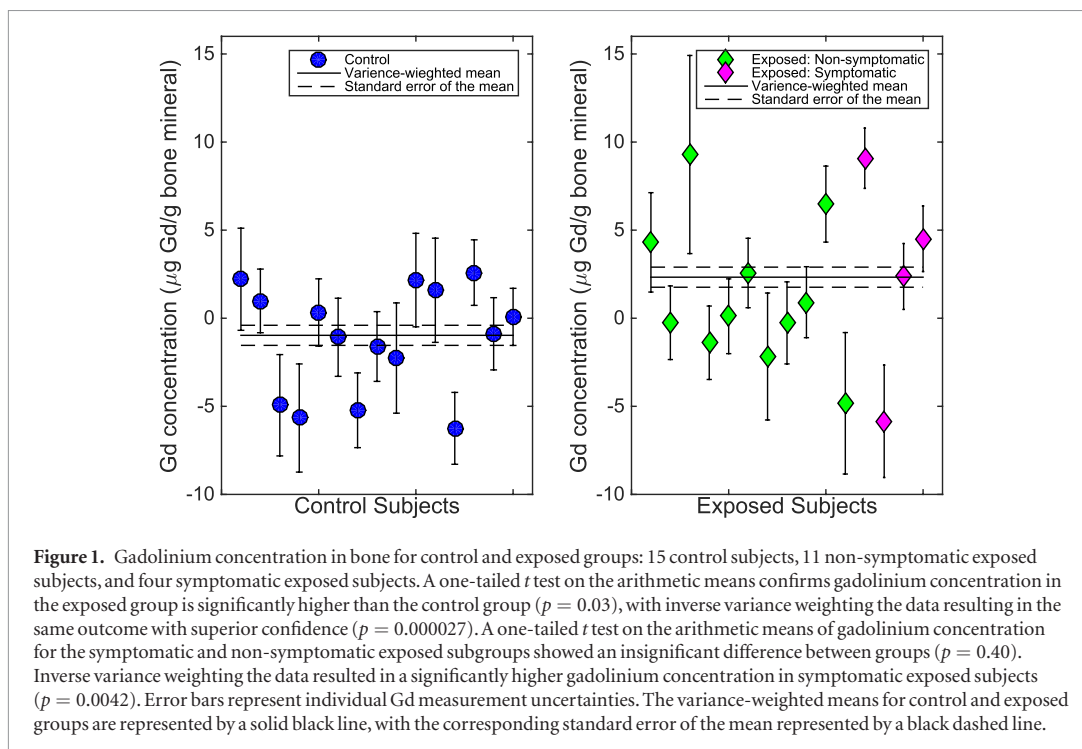 15
10
5
0
-5
-10
Gd concentration (μg Gd/g bone mineral)
Control
Varience-wieghted mean
Standard error of the mean
Control Subjects
15
10
5
0
-5
-10
Gd concentration (μg Gd/g bone mineral)
Exposed: Non-symptomatic
Exposed: Symptomatic
Varience-wieghted mean
Standard error of the mean
Exposed Subjects
Figure 1. Gadolinium concentration in bone for control and exposed groups: 15 control subjects, 11 non-symptomatic exposed
subjects, and four symptomatic exposed subjects. A one-tailed t test on the arithmetic means confirms gadolinium concentration in
the exposed group is significantly higher than the control group (p = 0.03), with inverse variance weighting the data resulting in the
same outcome with superior confidence (p = 0.000027). A one-tailed t test on the arithmetic means of gadolinium concentration
for the symptomatic and non-symptomatic exposed subgroups showed an insignificant difference between groups (p = 0.40).
Inverse variance weighting the data resulted in a significantly higher gadolinium concentration in symptomatic exposed subjects
(p = 0.0042). Error bars represent individual Gd measurement uncertainties. The variance-weighted means for control and exposed
groups are represented by a solid black line, with the corresponding standard error of the mean represented by a black dashed line.